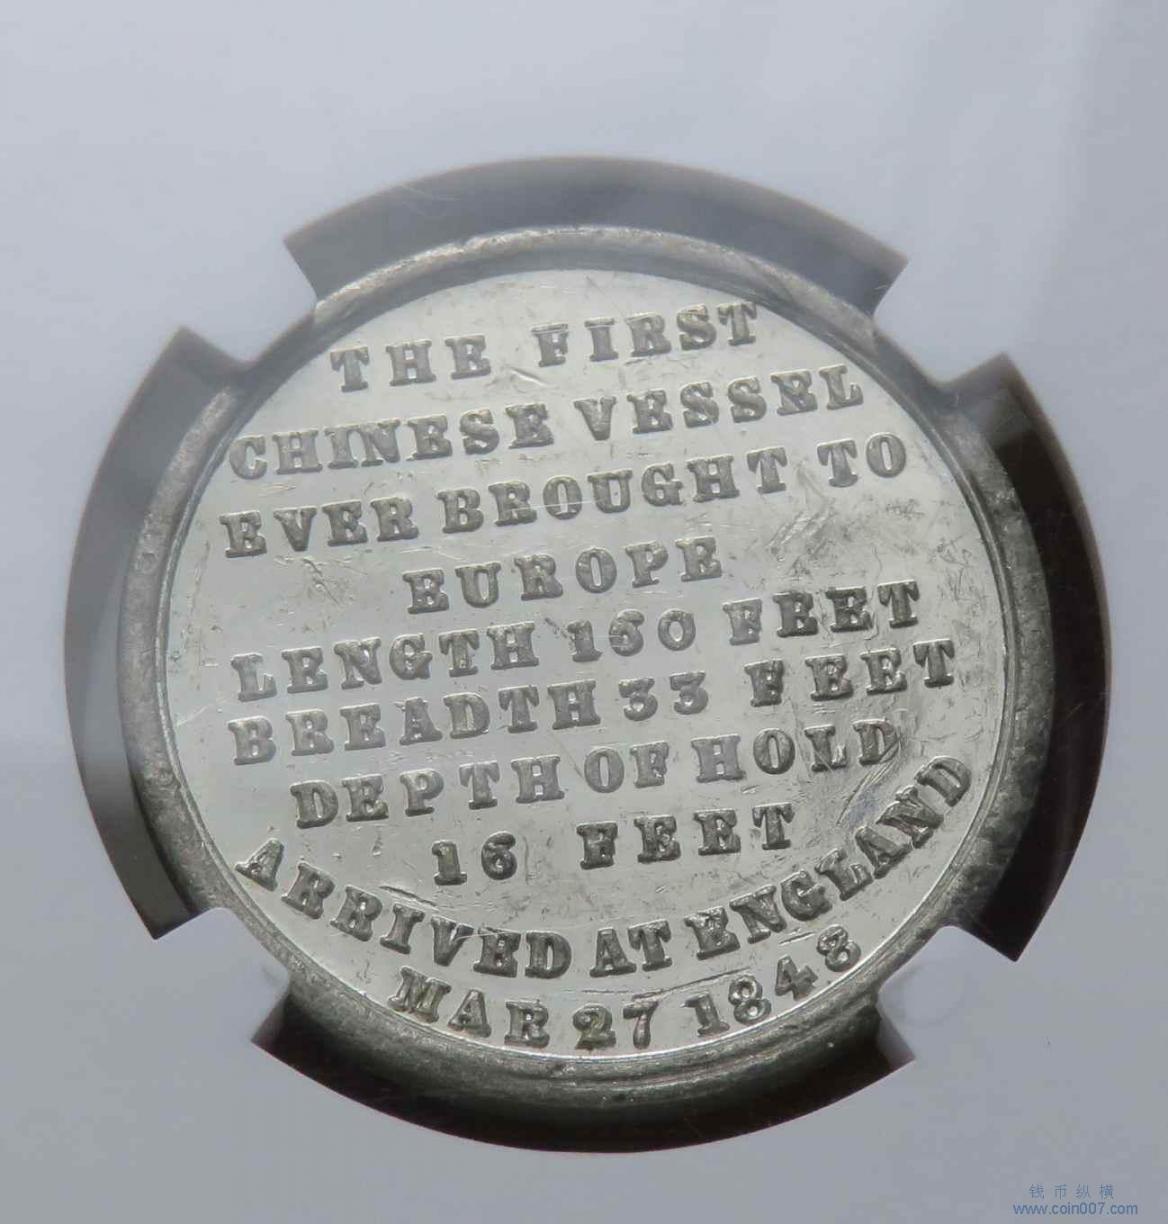 THE FIRST
CHINESE VESSEL
EVER BROUGHT TO
EUROPE
LENGTH 160 FEET
BREADTH 33 FEET
DEPTH OF HOLD
16 FEET
ARRIVED AT ENGLAND
MAR 27 1848
钱币纵横
www.coin007.com